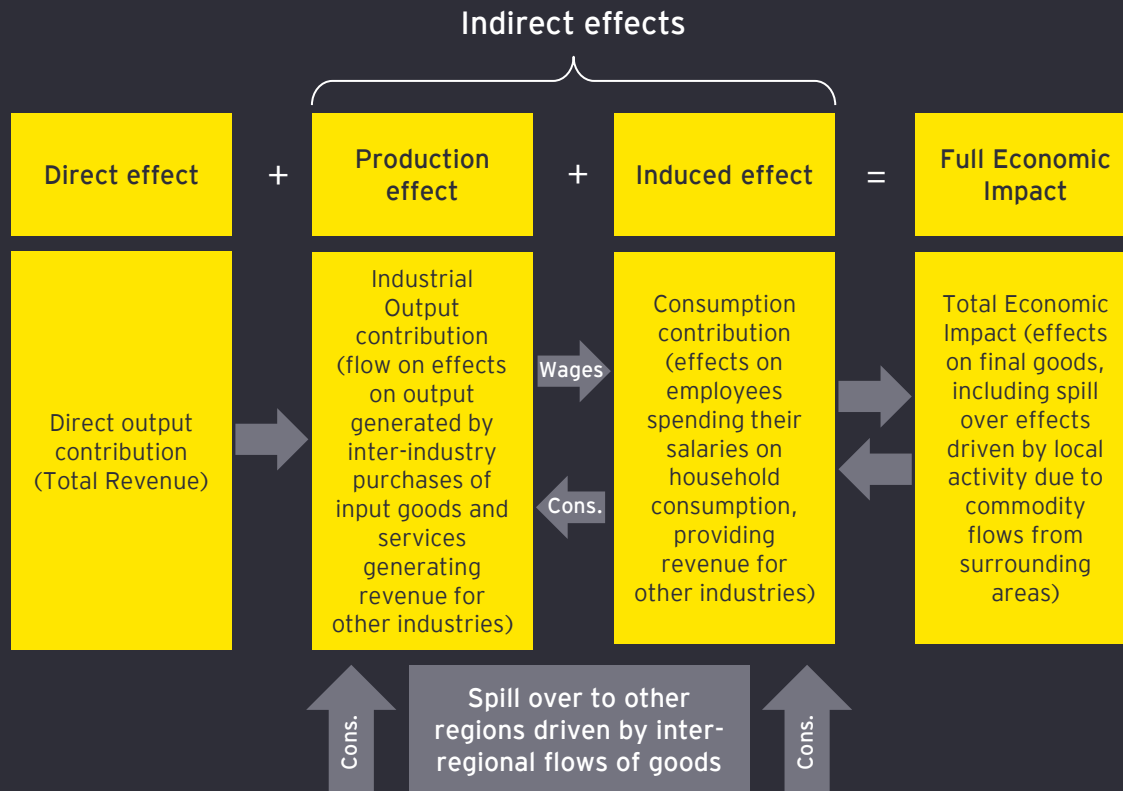 Indirect effects
Direct effect
+
Production
effect
+
Induced effect
=
Full Economic
Impact
Direct output
contribution
(Total Revenue)
Industrial
Output
contribution
(flow on effects
on output
generated by
inter-industry
purchases of
input goods and
services
generating
revenue for
other industries)
Wages
Cons.
Consumption
contribution
(effects on
employees
spending their
salaries on
household
consumption,
providing
revenue for
other industries)
Total Economic
Impact (effects
on final goods,
including spill
over effects
driven by local
activity due to
commodity
flows from
surrounding
areas)
Cons.
Spill over to other
regions driven by inter-
regional flows of goods
Cons.